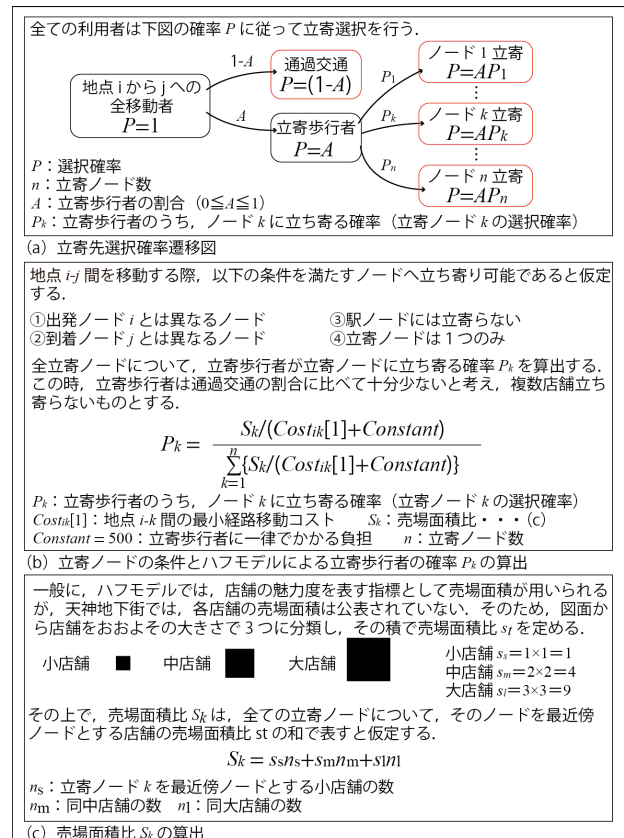 全ての利用者は下図の確率 P に従って立寄選択を行う．
地点 i から j への
全移動者
P=1
1-A
A
通過交通
P=(1-A)
立寄歩行者
P=A
P1
Pk
Pn
ノード 1 立寄
P=AP1
⋮
ノード k 立寄
P=APk
⋮
ノード n 立寄
P=APn
P：選択確率
n：立寄ノード数
A：立寄歩行者の割合（0≦A≦1）
Pk：立寄歩行者のうち，ノード k に立ち寄る確率（立寄ノード k の選択確率）
(a) 立寄先選択確率遷移図
地点 i-j 間を移動する際，以下の条件を満たすノードへ立ち寄り可能であると仮定
する．
①出発ノード i とは異なるノード ③駅ノードには立寄らない
②到着ノード j とは異なるノード ④立寄ノードは 1 つのみ
全立寄ノードについて，立寄歩行者が立寄ノードに立ち寄る確率 Pk を算出する．
この時，立寄歩行者は通過交通の割合に比べて十分少ないと考え，複数店舗立ち
寄らないものとする．
Pk = Sk/(Costik[1]+Constant)
n
∑{Sk/(Costik[1]+Constant)}
k=1
Pk：立寄歩行者のうち，ノード k に立ち寄る確率（立寄ノード k の選択確率）
Costik[1]：地点 i-k 間の最小経路移動コスト Sk：売場面積比・・・(c)
Constant = 500：立寄歩行者に一律でかかる負担 n：立寄ノード数
(b) 立寄ノードの条件とハフモデルによる立寄歩行者の確率 Pk の算出
一般に，ハフモデルでは，店舗の魅力度を表す指標として売場面積が用いられる
が，天神地下街では，各店舗の売場面積は公表されていない．そのため，図面か
ら店舗をおおよその大きさで 3 つに分類し，その積で売場面積比 st を定める．
小店舗 中店舗 大店舗
小店舗 ss=1×1=1
中店舗 sm=2×2=4
大店舗 sl=3×3=9
その上で，売場面積比 Sk は，全ての立寄ノードについて，そのノードを最近傍
ノードとする店舗の売場面積比 st の和で表すと仮定する．
Sk = ssns+smnm+slnl
ns：立寄ノード k を最近傍ノードとする小店舗の数
nm：同中店舗の数 nl：同大店舗の数
(c) 売場面積比 Sk の算出